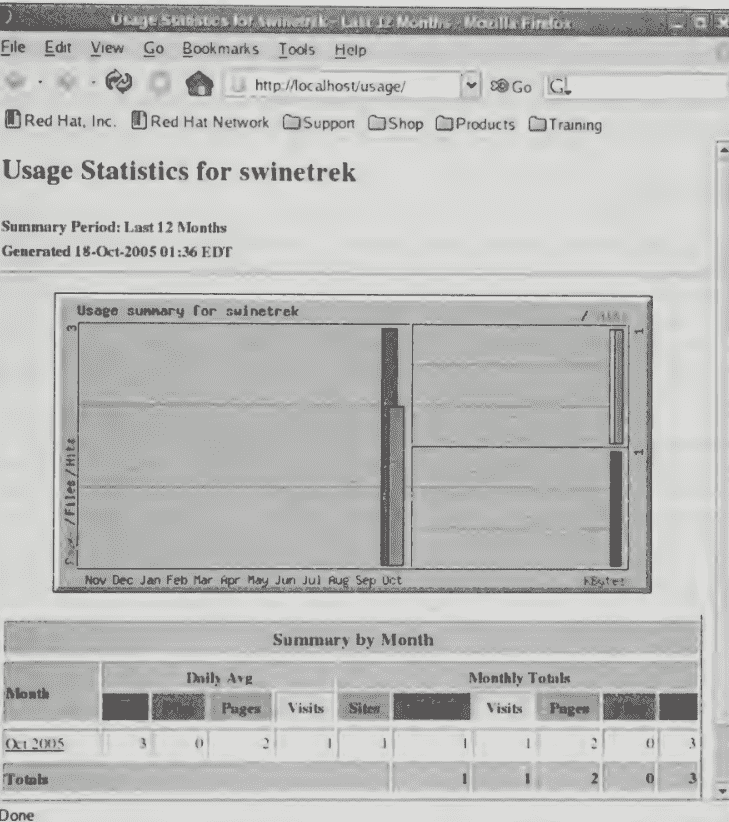 Usage Statistics for swinetrek - Last 12 Months - Mozilla Firefox
File Edit View Go Bookmarks Tools Help
http://localhost/usage/ Go
Red Hat, Inc. Red Hat Network Support Shop Products Training
Usage Statistics for swinetrek
Summary Period: Last 12 Months
Generated 18-Oct-2005 01:36 EDT
Usage summary for swinetrek
3
1
1
/Files/Hits
Nov Dec Jan Feb Mar Apr May Jun Jul Aug Sep Oct
KBytes
Summary by Month
Month Daily Avg Monthly Totals
Pages Visits Sites Visits Pages
Oct 2005 3 0 2 1 1 1 1 2 0 3
Totals 1 1 2 0 3
Done